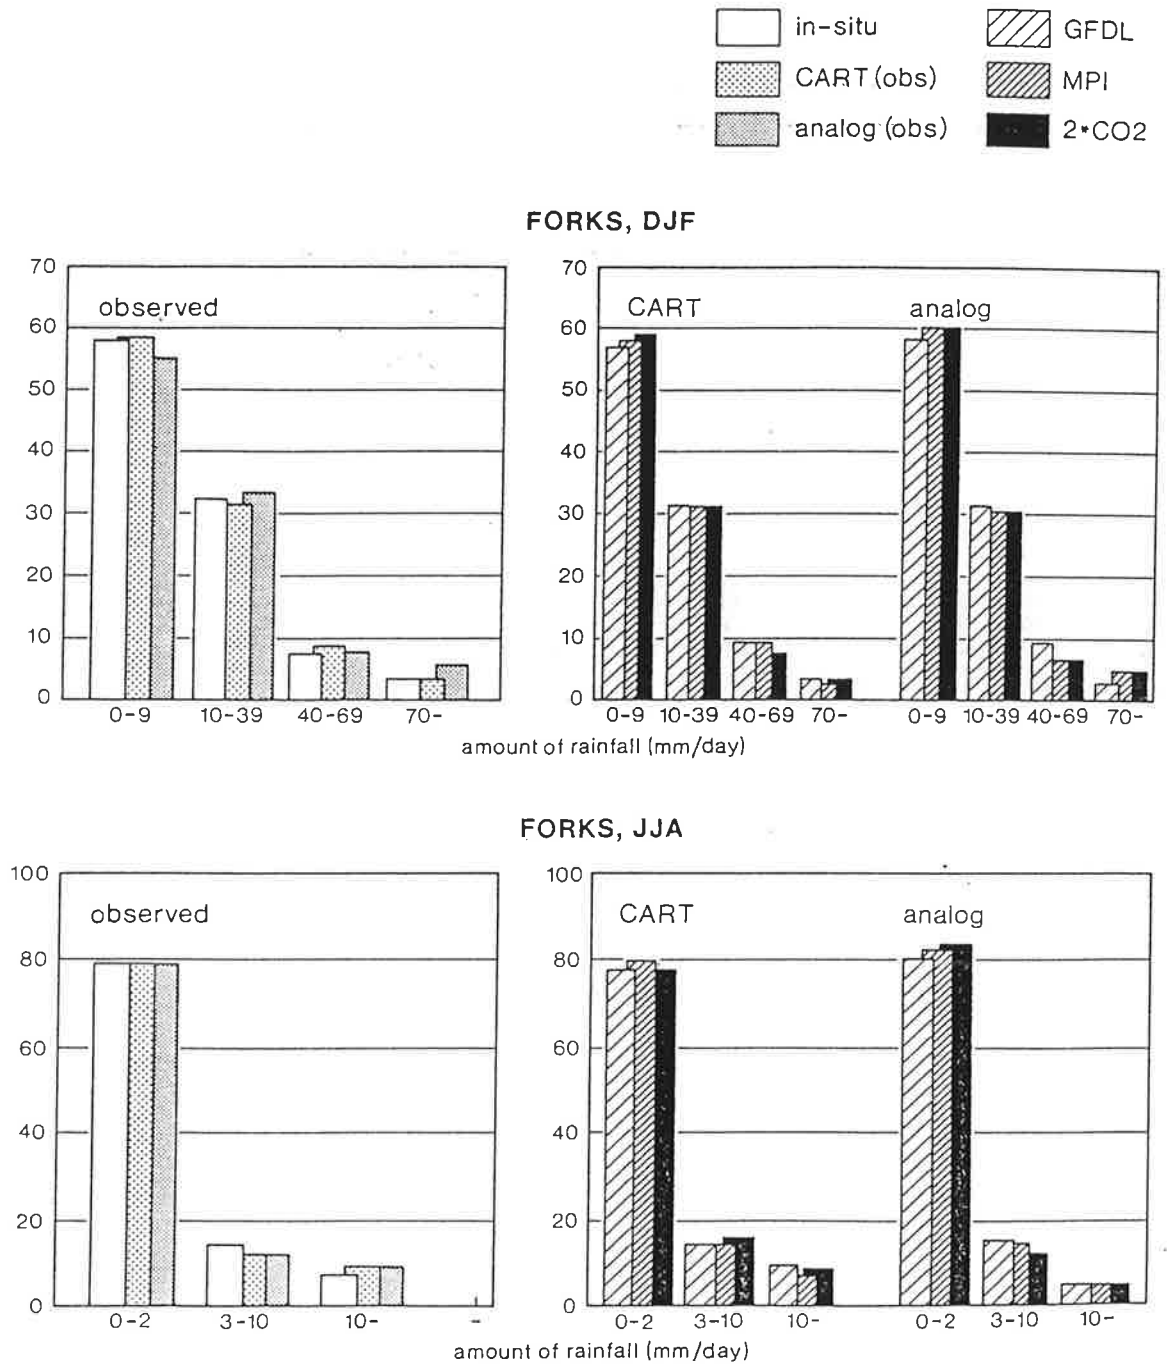 in-situ
CART (obs)
analog (obs)
GFDL
MPI
2*CO2
FORKS, DJF
70
60
50
40
30
20
10
0
observed
0-9 10-39 40-69 70-
70
60
50
40
30
20
10
0
CART analog
0-9 10-39 40-69 70- 0-9 10-39 40-69 70-
amount of rainfall (mm/day)
FORKS, JJA
100
80
60
40
20
0
observed
0-2 3-10 10- -
100
80
60
40
20
0
CART analog
0-2 3-10 10- 0-2 3-10 10-
amount of rainfall (mm/day)